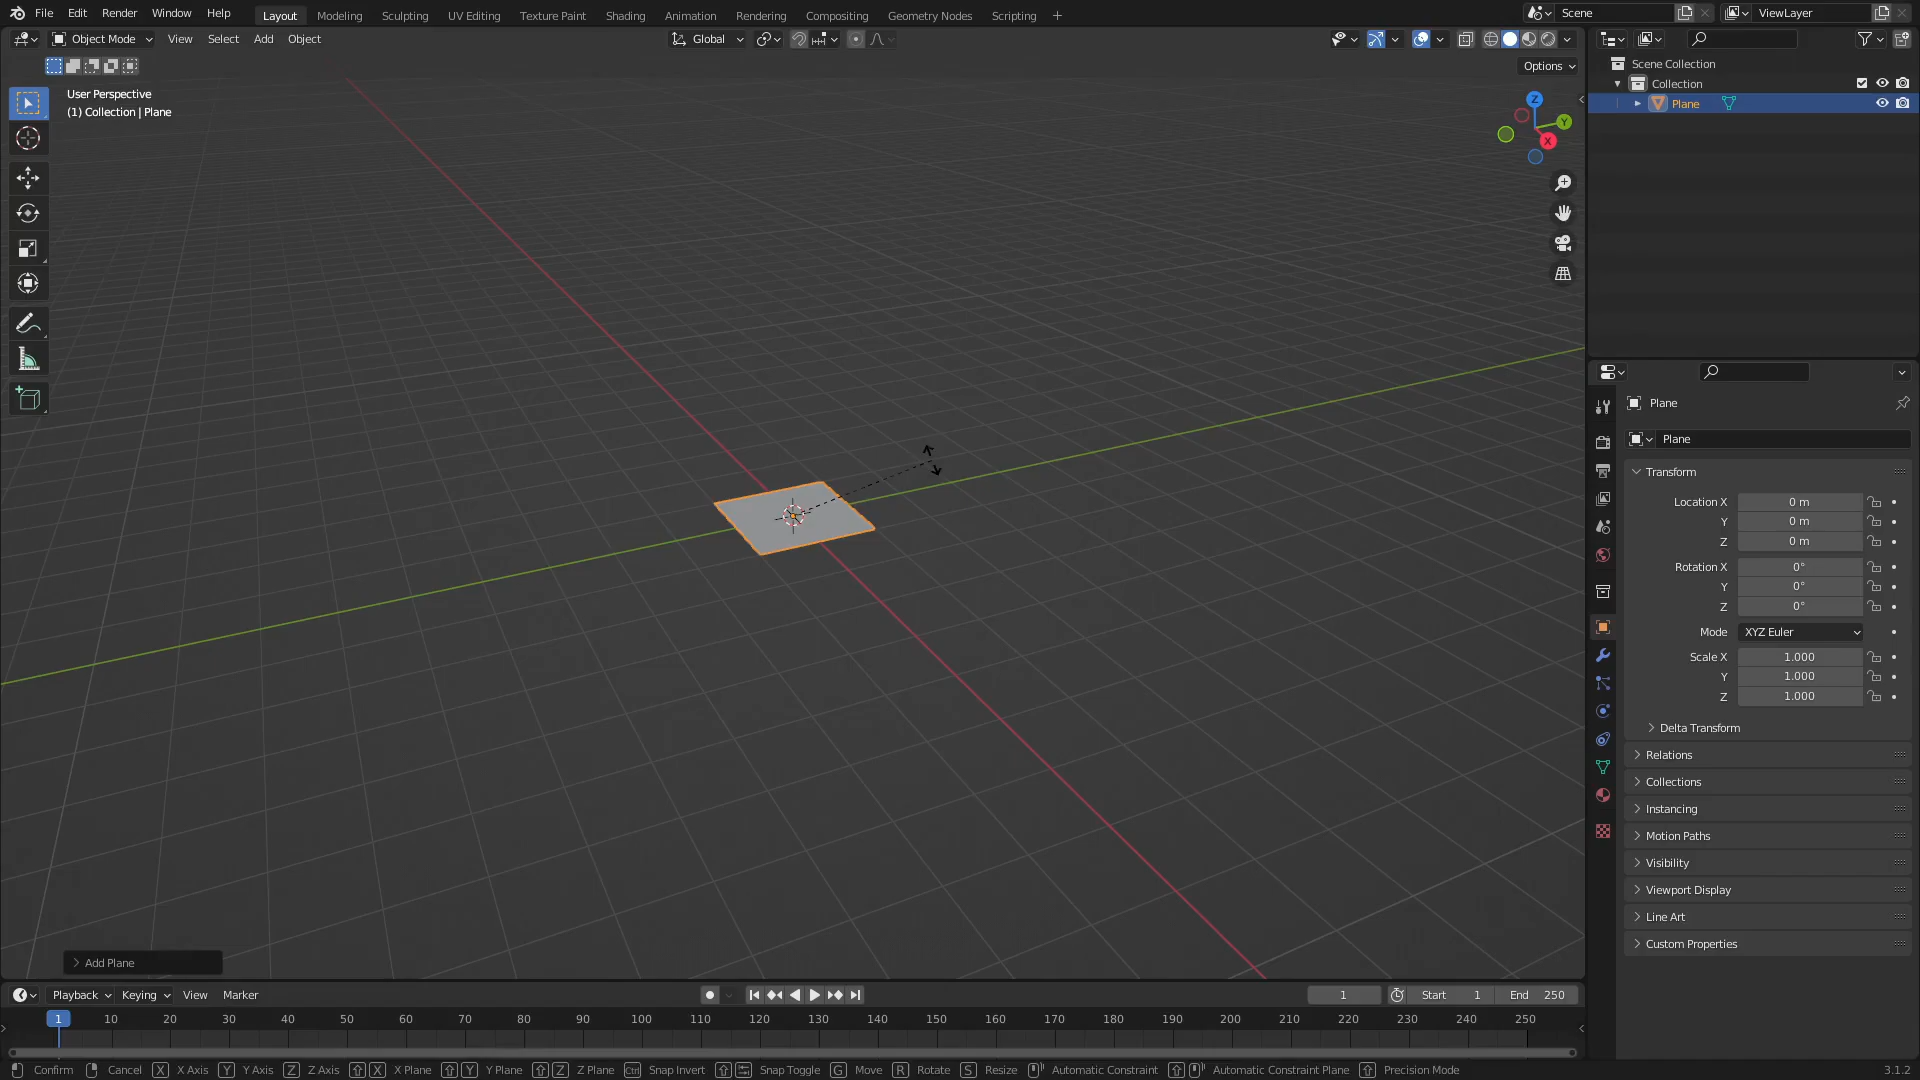 File Edit Render Window Help Layout Modeling Sculpting UV Editing Texture Paint Shading Animation Rendering Compositing Geometry Nodes Scripting + Scene ViewLayer
Object Mode View Select Add Object Global
Options
User Perspective
(1) Collection | Plane
Z
Y
X
Scene Collection
Collection
Plane
Plane
Plane
Transform
Location X 0 m
Y 0 m
Z 0 m
Rotation X 0°
Y 0°
Z 0°
Mode XYZ Euler
Scale X 1.000
Y 1.000
Z 1.000
Delta Transform
Relations
Collections
Instancing
Motion Paths
Visibility
Viewport Display
Line Art
Custom Properties
Add Plane
Playback Keying View Marker 1 Start 1 End 250
1 10 20 30 40 50 60 70 80 90 100 110 120 130 140 150 160 170 180 190 200 210 220 230 240 250
Confirm Cancel X X Axis Y Y Axis Z Z Axis X X Plane Y Y Plane Z Z Plane Ctrl Snap Invert Snap Toggle G Move R Rotate S Resize Automatic Constraint Automatic Constraint Plane Precision Mode 3.1.2